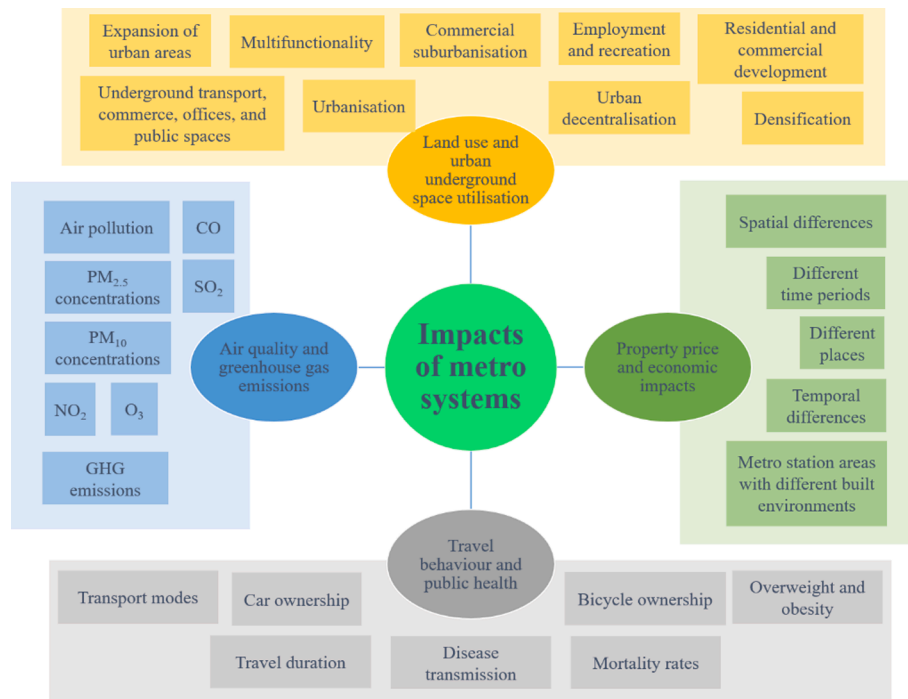 Expansion of
urban areas
Multifunctionality
Commercial
suburbanisation
Employment
and recreation
Residential and
commercial
development
Underground transport,
commerce, offices, and
public spaces
Urbanisation
Urban
decentralisation
Densification
Land use and
urban
underground
space utilisation
Air pollution
CO
PM2.5
concentrations
SO2
PM10
concentrations
NO2
O3
GHG
emissions
Air quality and
greenhouse gas
emissions
Impacts
of metro
systems
Property price
and economic
impacts
Spatial differences
Different
time periods
Different
places
Temporal
differences
Metro station areas
with different built
environments
Travel
behaviour and
public health
Transport modes
Car ownership
Bicycle ownership
Overweight and
obesity
Travel duration
Disease
transmission
Mortality rates